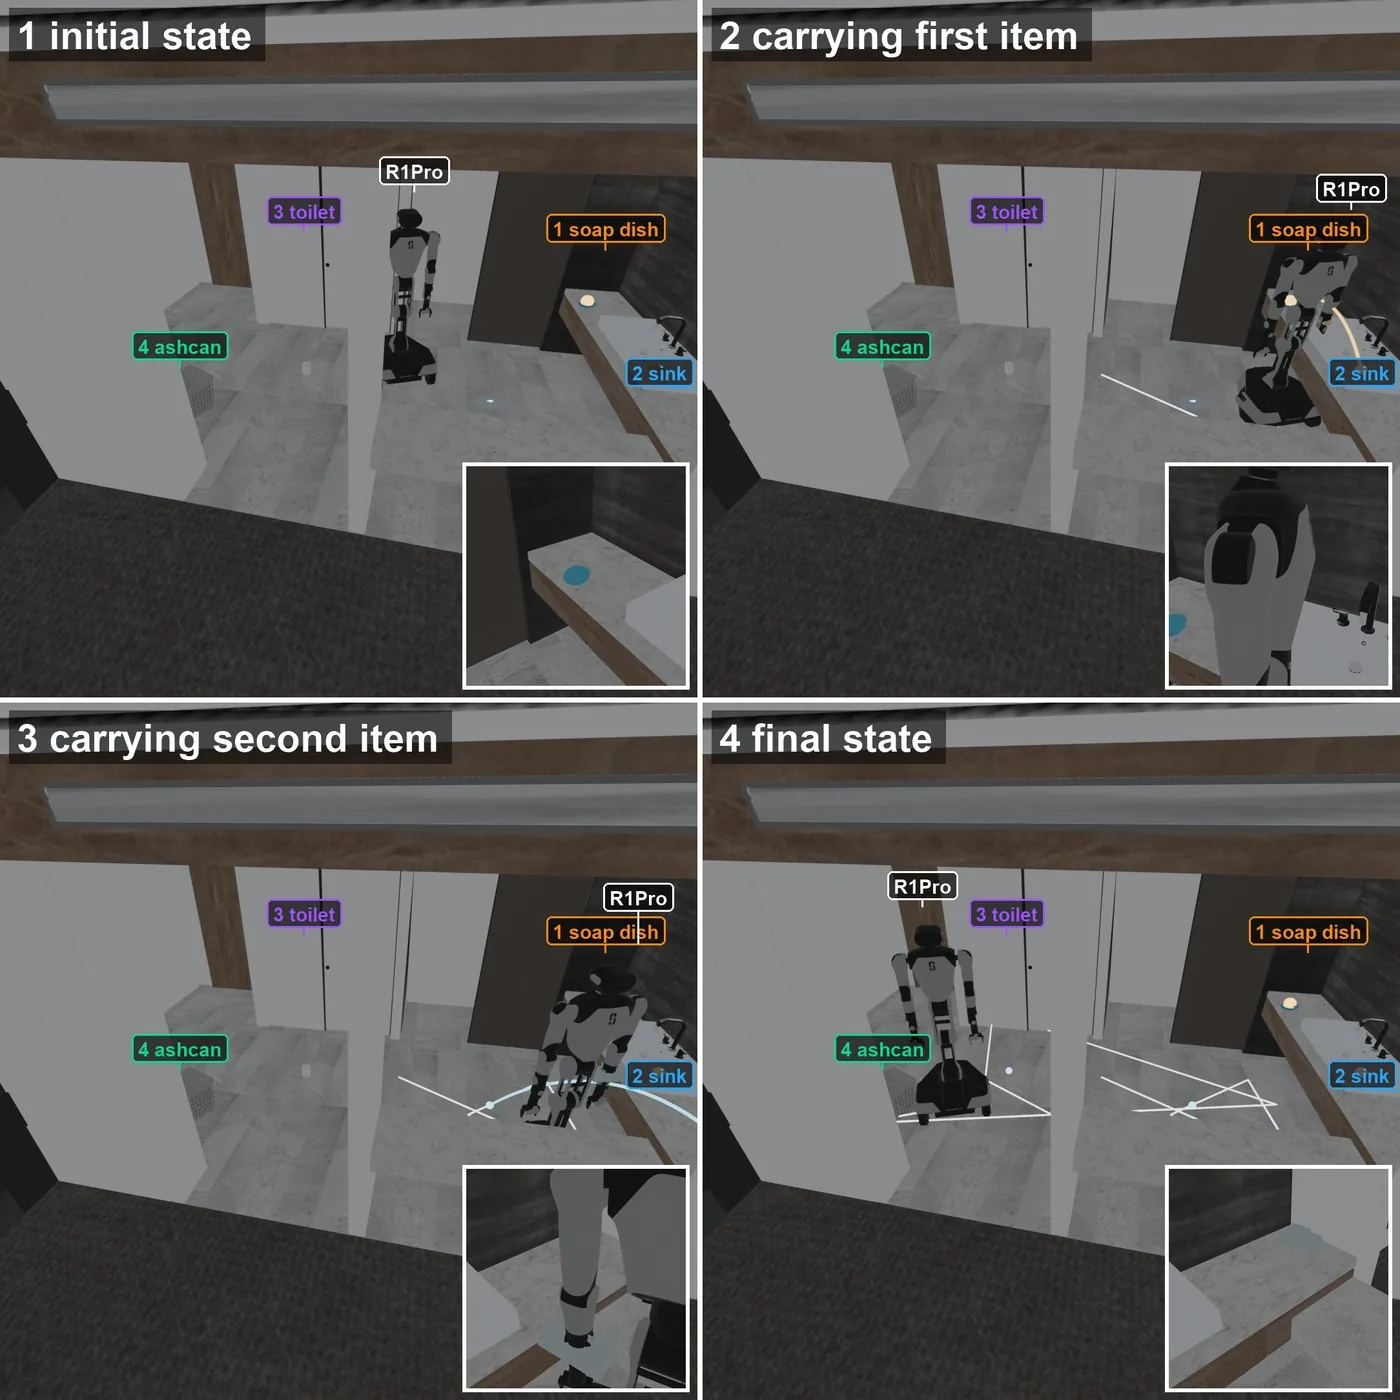 1 initial state
R1Pro
3 toilet
1 soap dish
4 ashcan
2 sink
2 carrying first item
R1Pro
3 toilet
1 soap dish
4 ashcan
2 sink
3 carrying second item
R1Pro
3 toilet
1 soap dish
4 ashcan
2 sink
4 final state
R1Pro
3 toilet
1 soap dish
4 ashcan
2 sink